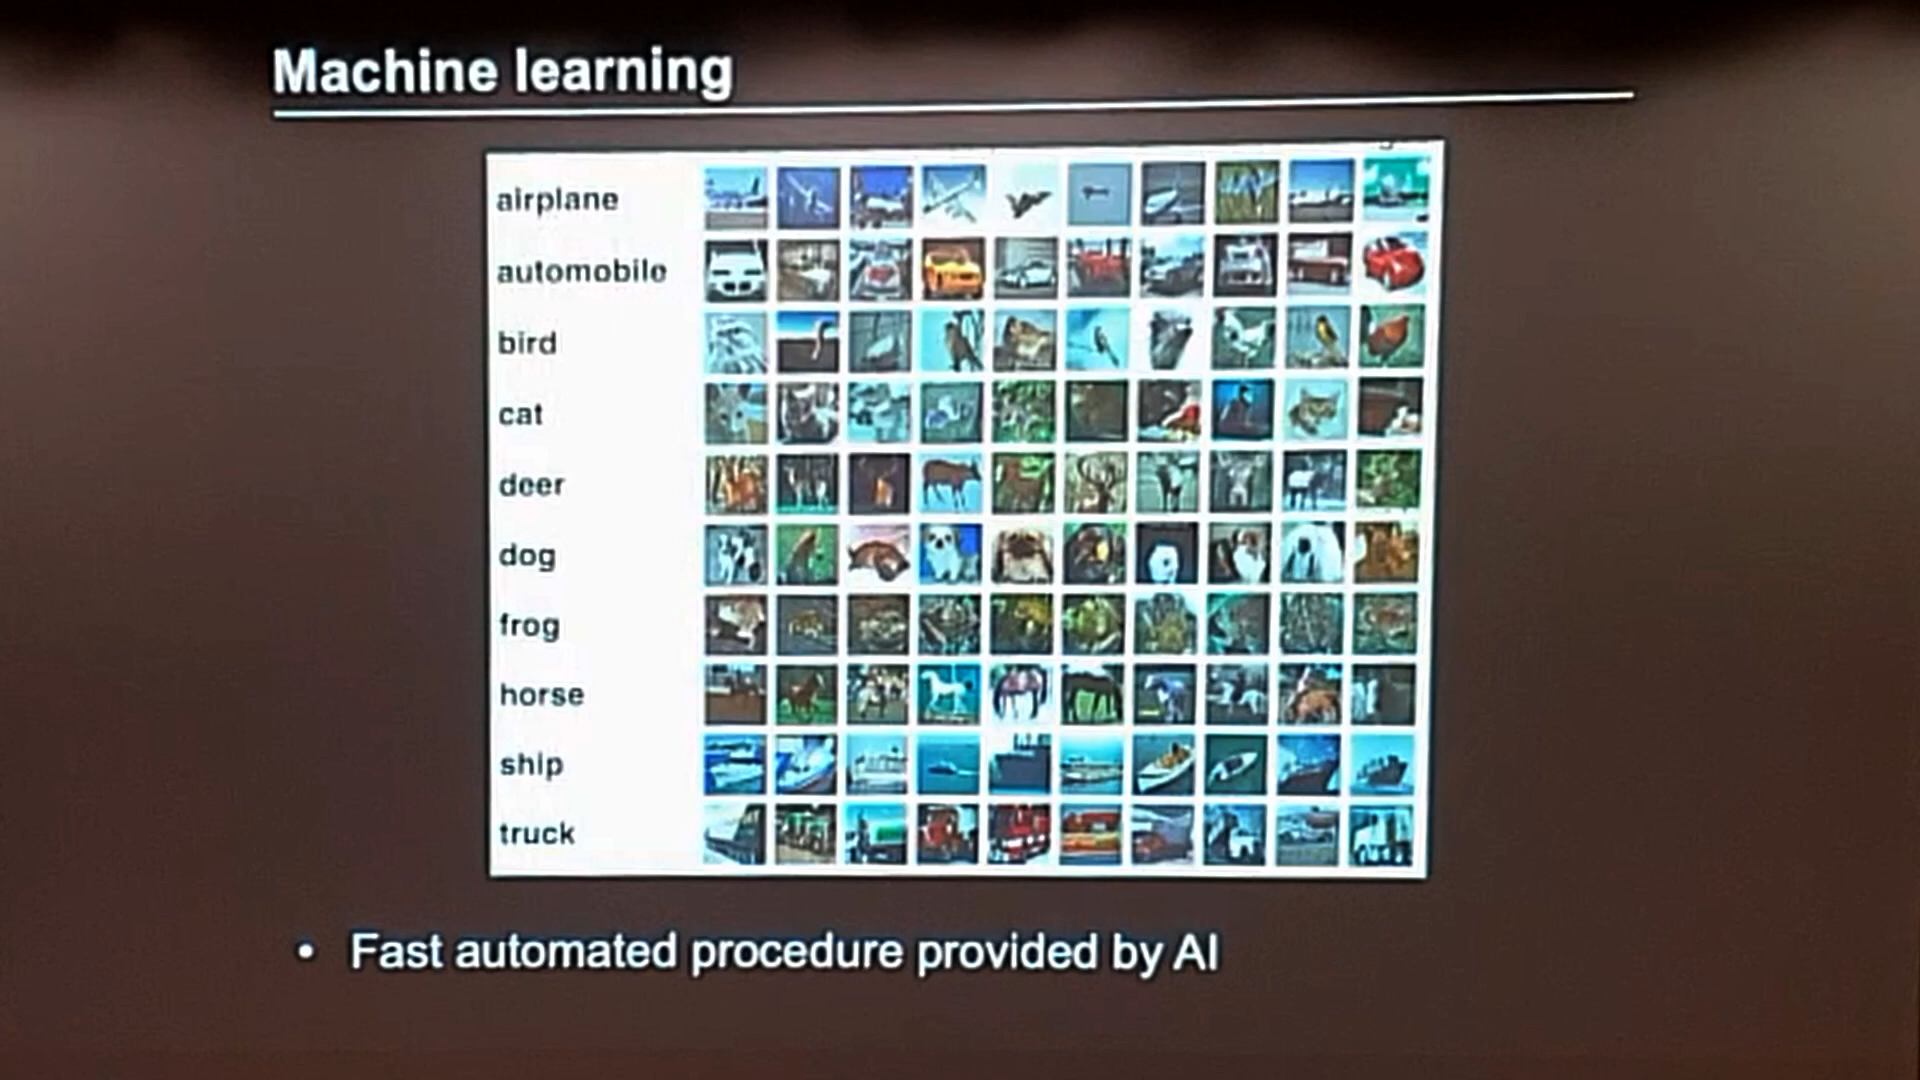 Machine learning
airplane
automobile
bird
cat
deer
dog
frog
horse
ship
truck
• Fast automated procedure provided by AI